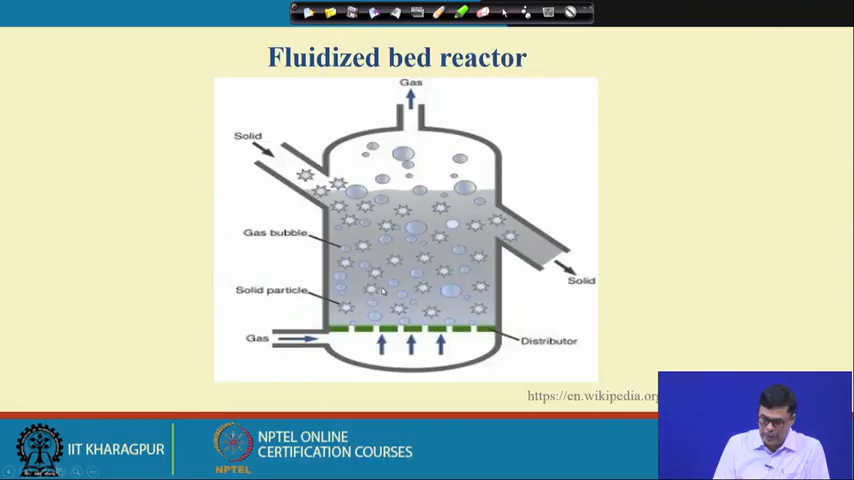 Fluidized bed reactor
Gas
Solid
Gas bubble
Solid particle
Solid
Gas
Distributor
https://en.wikipedia.org
IIT KHARAGPUR
NPTEL
NPTEL ONLINE
CERTIFICATION COURSES